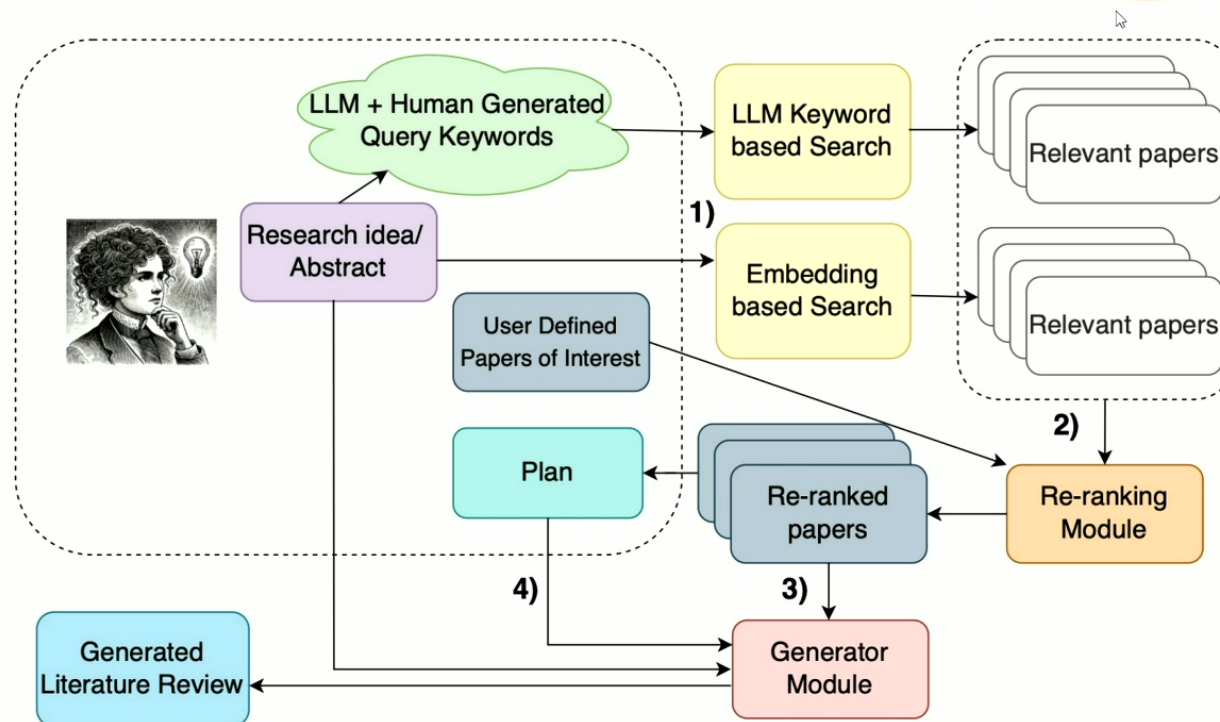 LLM + Human Generated
Query Keywords
LLM Keyword
based Search
Relevant papers
1)
Research idea/
Abstract
Embedding
based Search
Relevant papers
User Defined
Papers of Interest
2)
Plan
Re-ranked
papers
Re-ranking
Module
4)
3)
Generated
Literature Review
Generator
Module